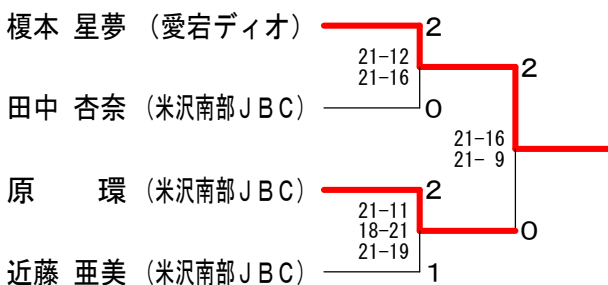 榎本 星夢 (愛宕ディオ) 2
21-12
21-16
2
田中 杏奈 (米沢南部JBC) 0
21-16
21- 9
原 環 (米沢南部JBC) 2
21-11
18-21
21-19
0
近藤 亜美 (米沢南部JBC) 1